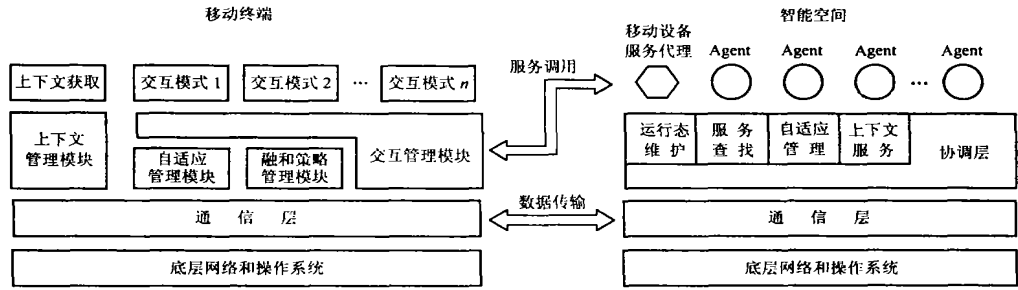 移动终端
智能空间
移动设备
服务代理
Agent
Agent
Agent
Agent
服务调用
上下文获取
交互模式 1
交互模式 2
…
交互模式 n
…
上下文
管理模块
自适应
管理模块
融和策略
管理模块
交互管理模块
运行态
维护
服务
查找
自适应
管理
上下文
服务
协调层
通信层
数据传输
通信层
底层网络和操作系统
底层网络和操作系统